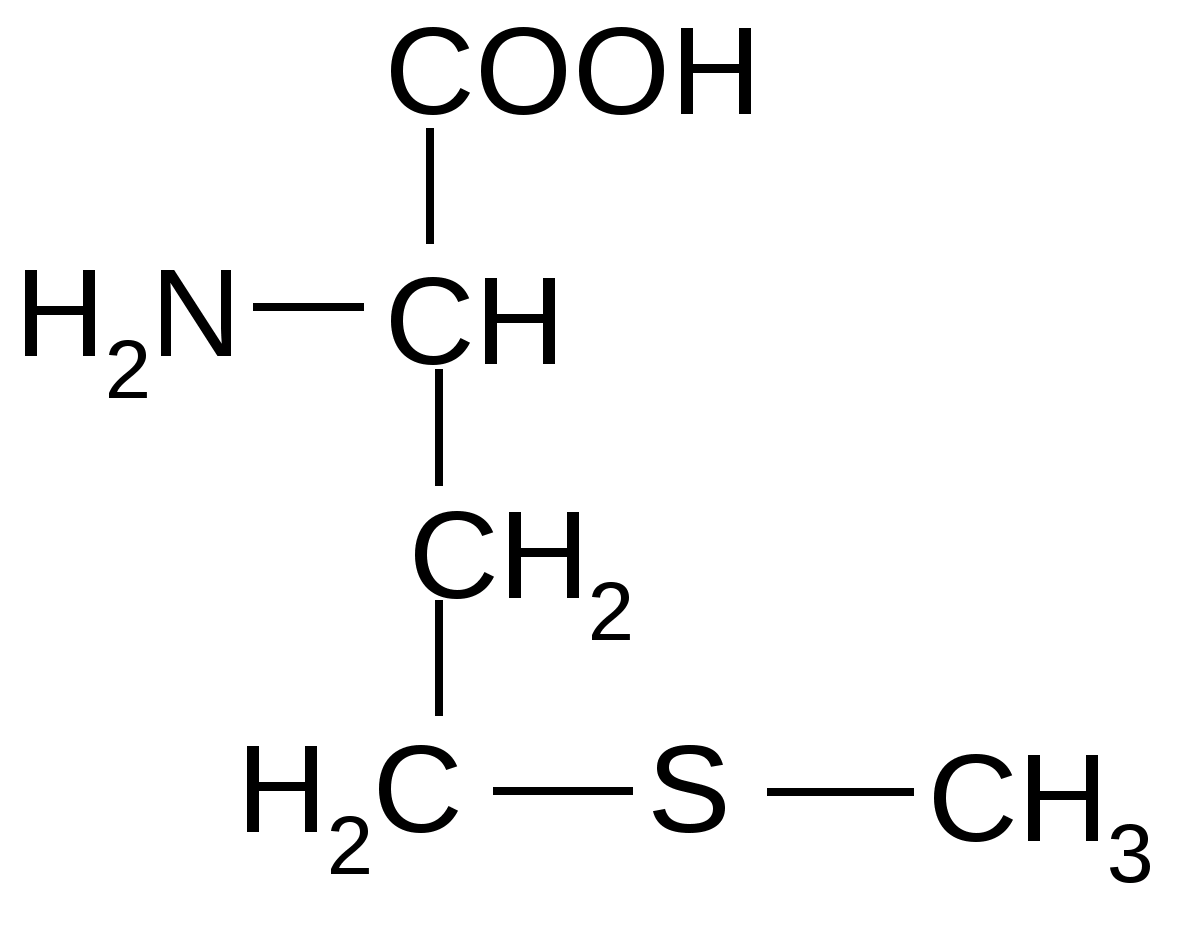 COOH
H₂N CH
CH₂
H₂C S CH₃